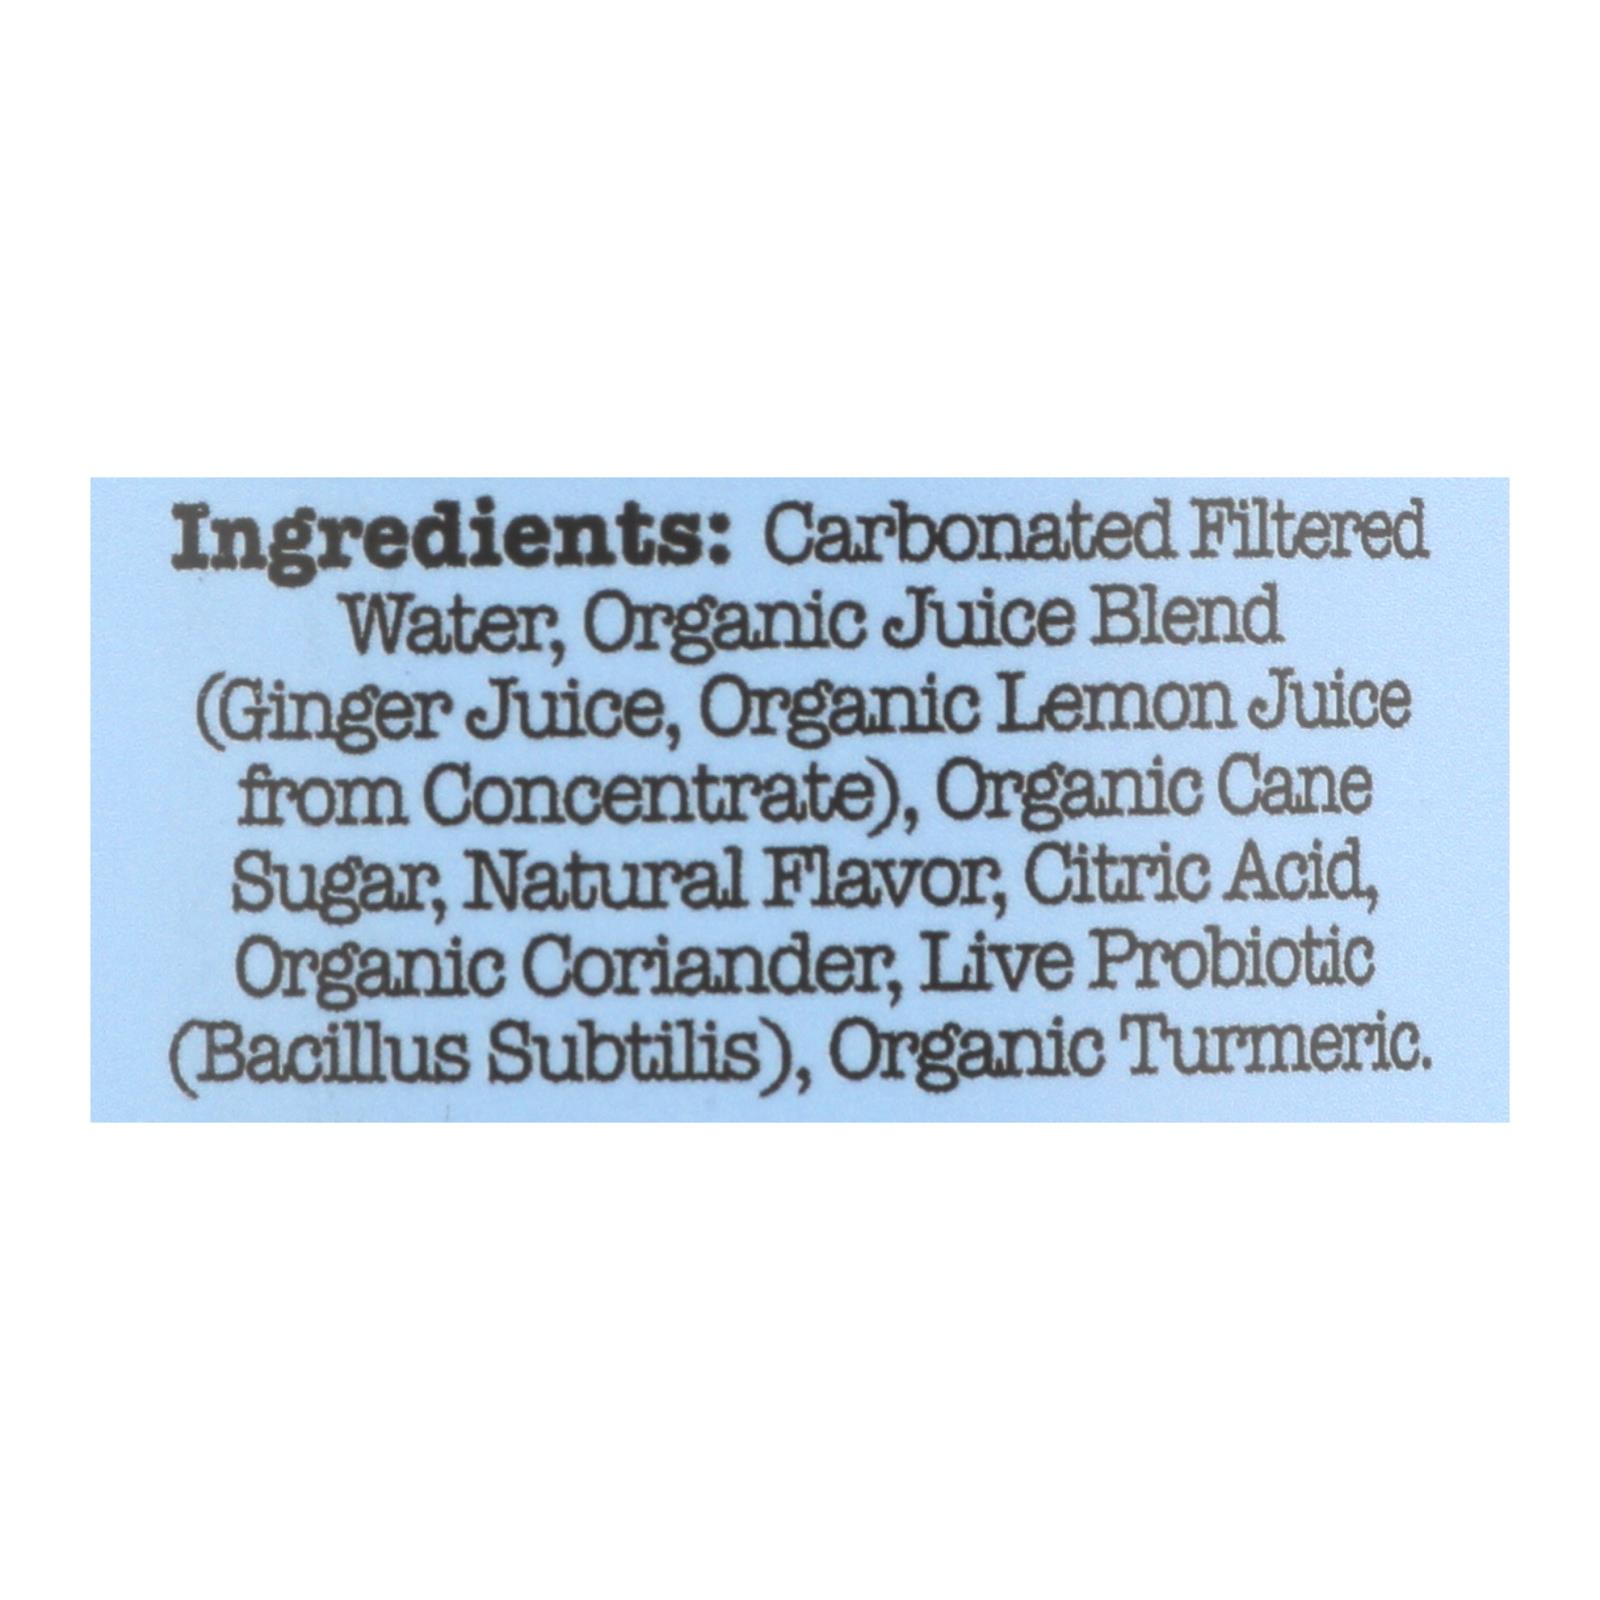 Ingredients: Carbonated Filtered
Water, Organic Juice Blend
(Ginger Juice, Organic Lemon Juice
from Concentrate), Organic Cane
Sugar, Natural Flavor, Citric Acid,
Organic Coriander, Live Probiotic
(Bacillus Subtilis), Organic Turmeric.